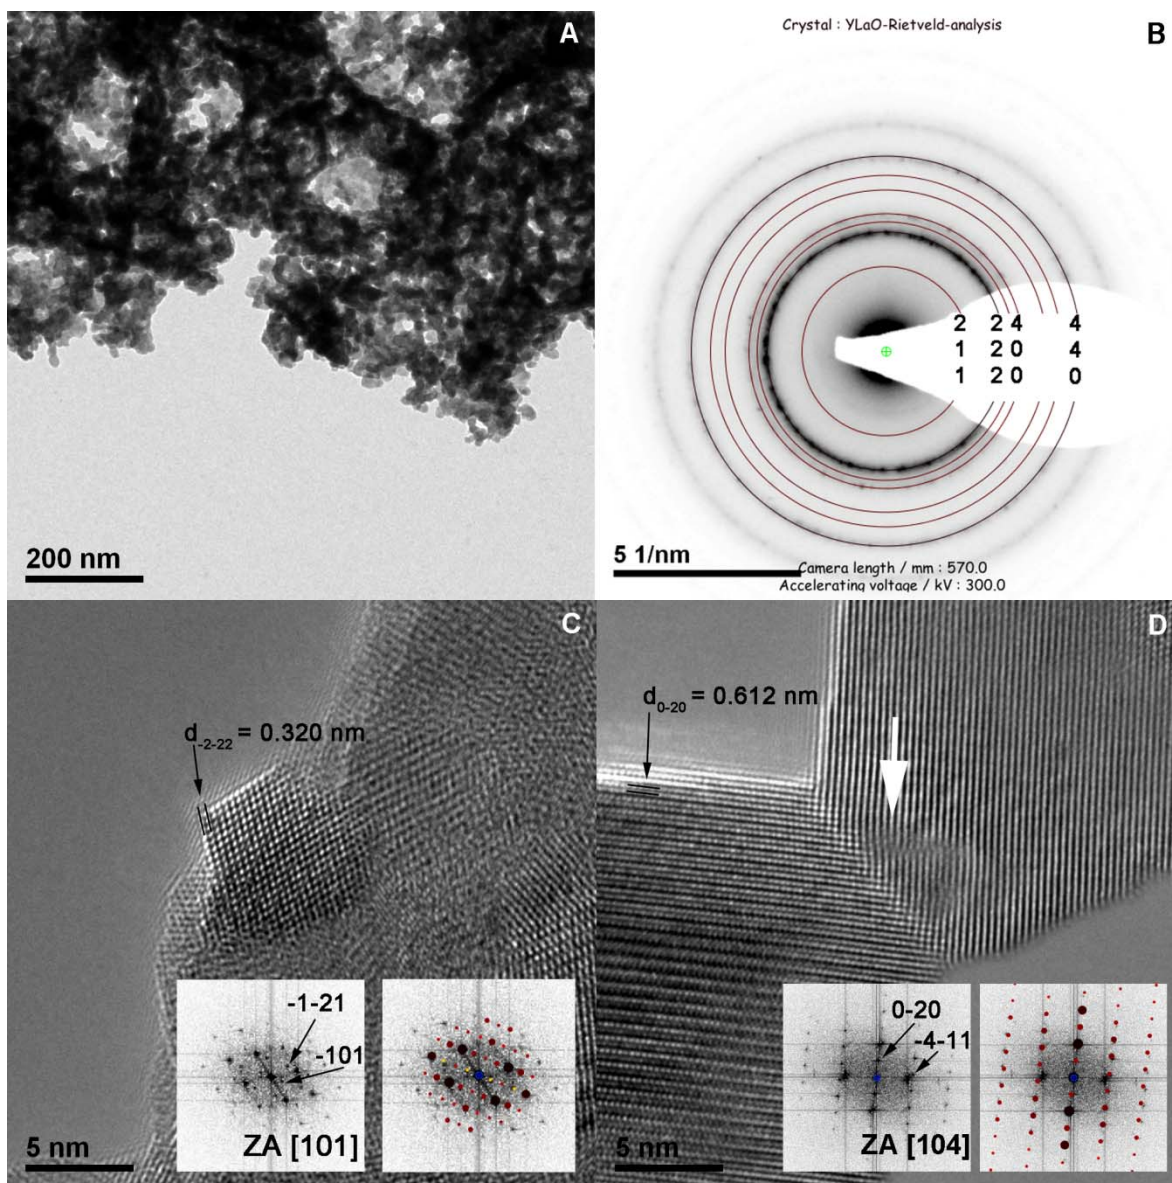 A
200 nm
Crystal : YLaO-Rietveld-analysis
B
2 2 4 4
1 2 0 4
1 2 0 0
5 1/nm
Camera length / mm : 570.0
Accelerating voltage / kV : 300.0
C
d-2-22 = 0.320 nm
-1-21
-101
ZA [101]
5 nm
D
d0-20 = 0.612 nm
0-20
-4-11
ZA [104]
5 nm